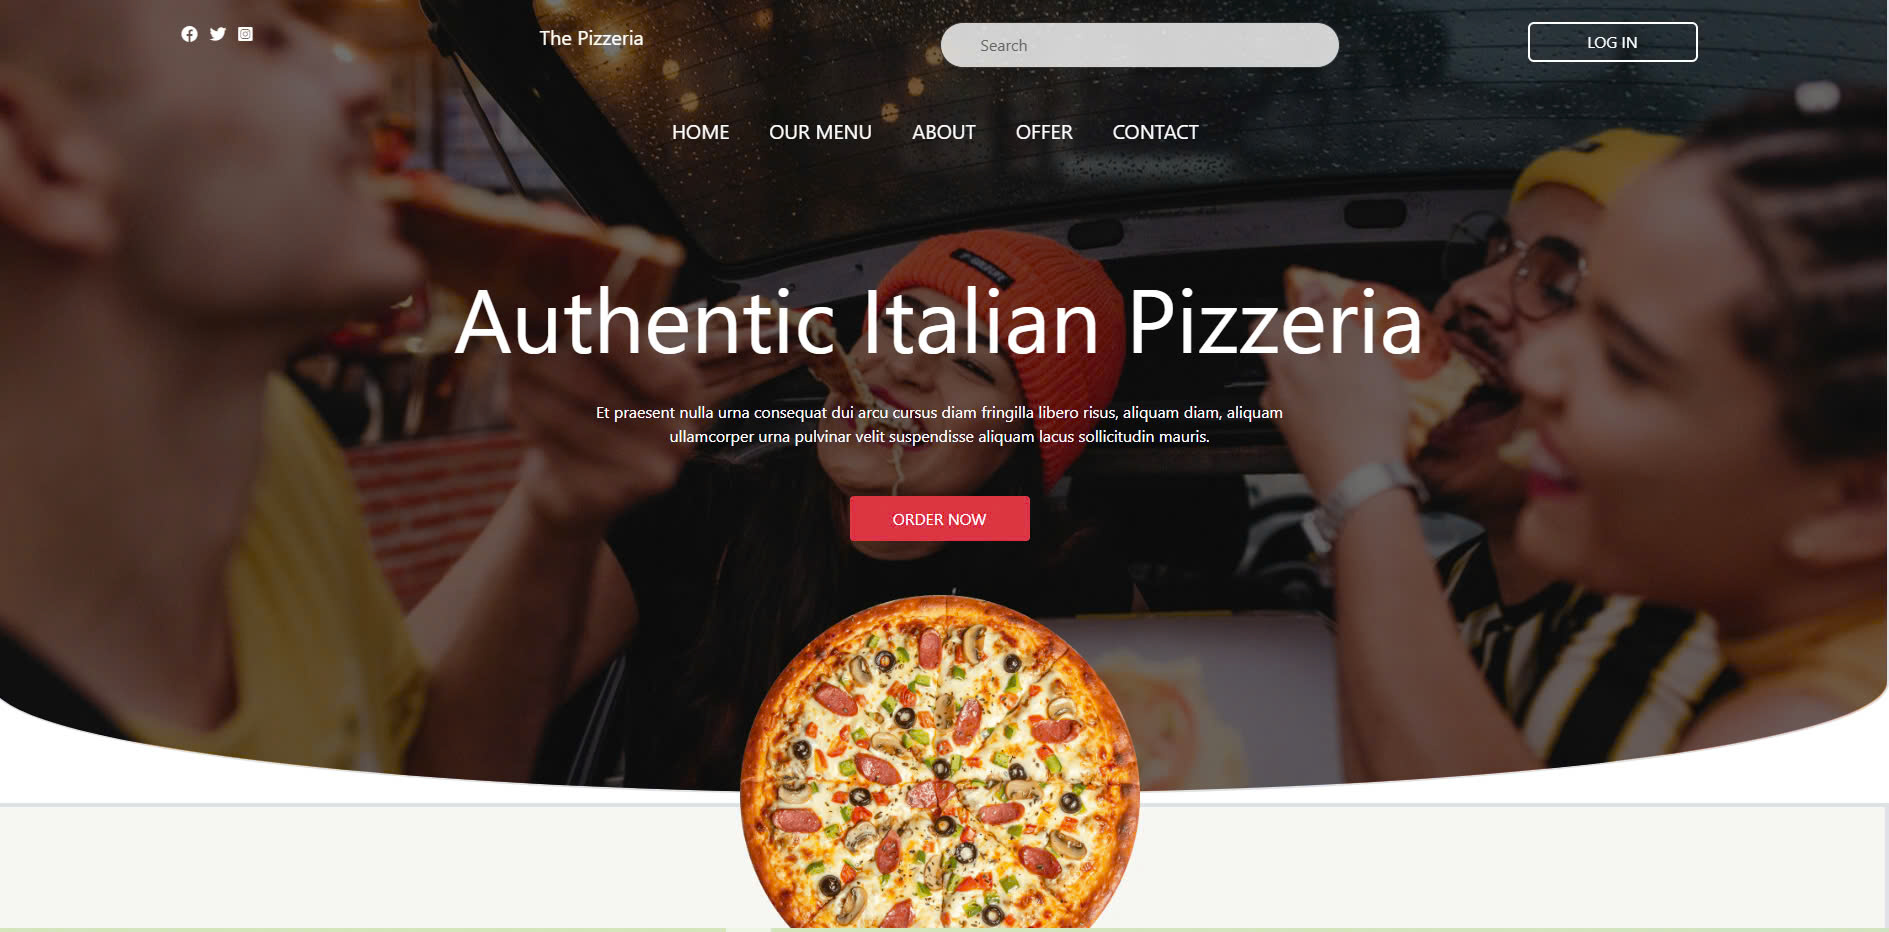 The Pizzeria
Search
LOG IN
HOME OUR MENU ABOUT OFFER CONTACT
Authentic Italian Pizzeria
Et praesent nulla urna consequat dui arcu cursus diam fringilla libero risus, aliquam diam, aliquam
ullamcorper urna pulvinar velit suspendisse aliquam lacus sollicitudin mauris.
ORDER NOW